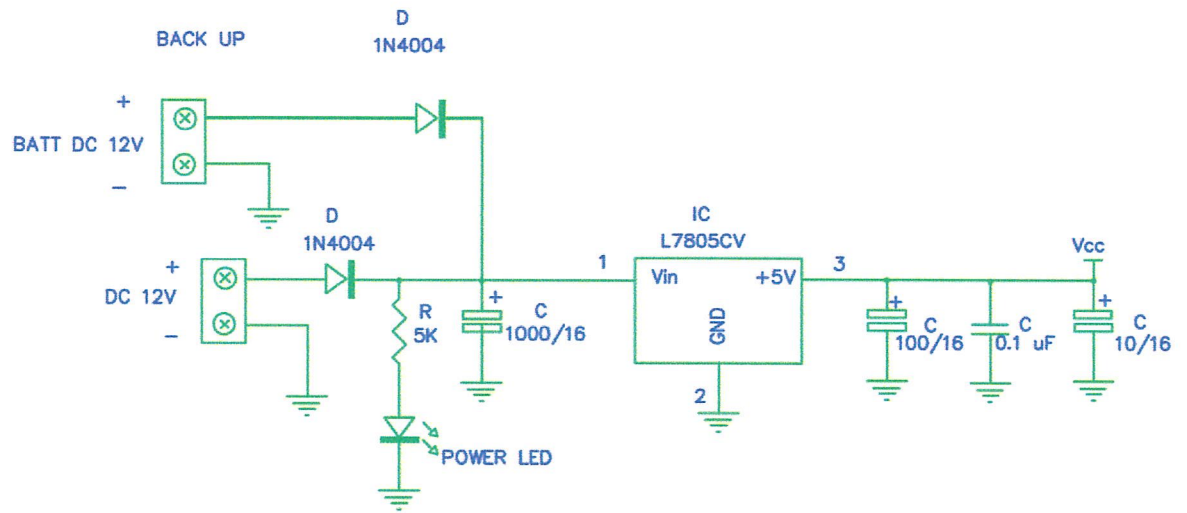 BACK UP
D
1N4004
+
BATT DC 12V
−
D
1N4004
+
DC 12V
−
R
5K
+
C
1000/16
POWER LED
IC
L7805CV
1
Vin
+5V
GND
2
3
Vcc
+
C
100/16
C
0.1 uF
+
C
10/16